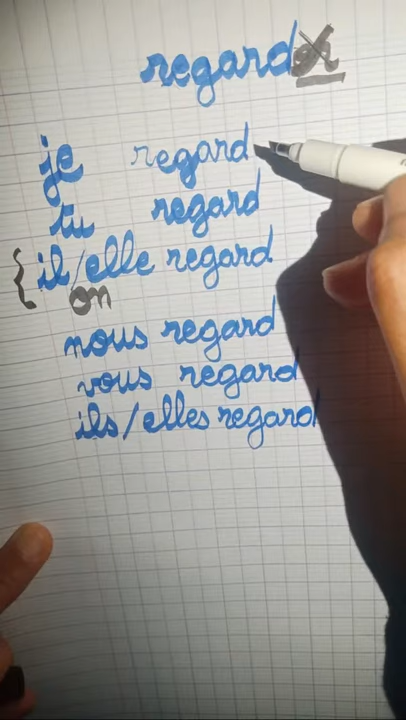 regarder
je regard
tu regard
{ il/elle regard
on
nous regard
vous regard
ils/elles regard